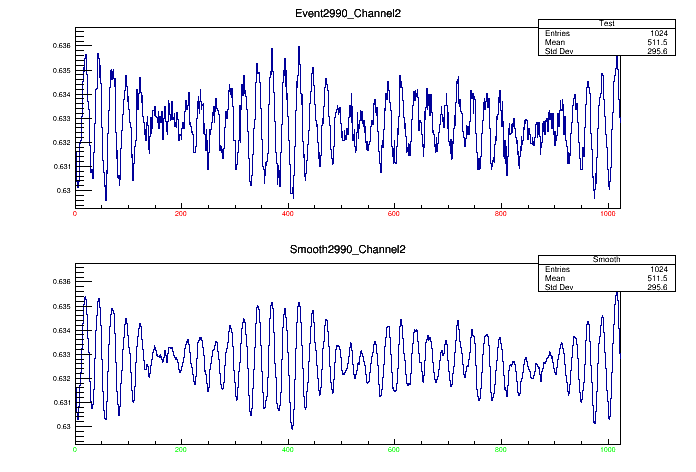 Event2990_Channel2
Test
Entries 1024
Mean 511.5
Std Dev 295.6
0.636
0.635
0.634
0.633
0.632
0.631
0.63
0 200 400 600 800 1000
Smooth2990_Channel2
Smooth
Entries 1024
Mean 511.5
Std Dev 295.6
0.636
0.635
0.634
0.633
0.632
0.631
0.63
0 200 400 600 800 1000